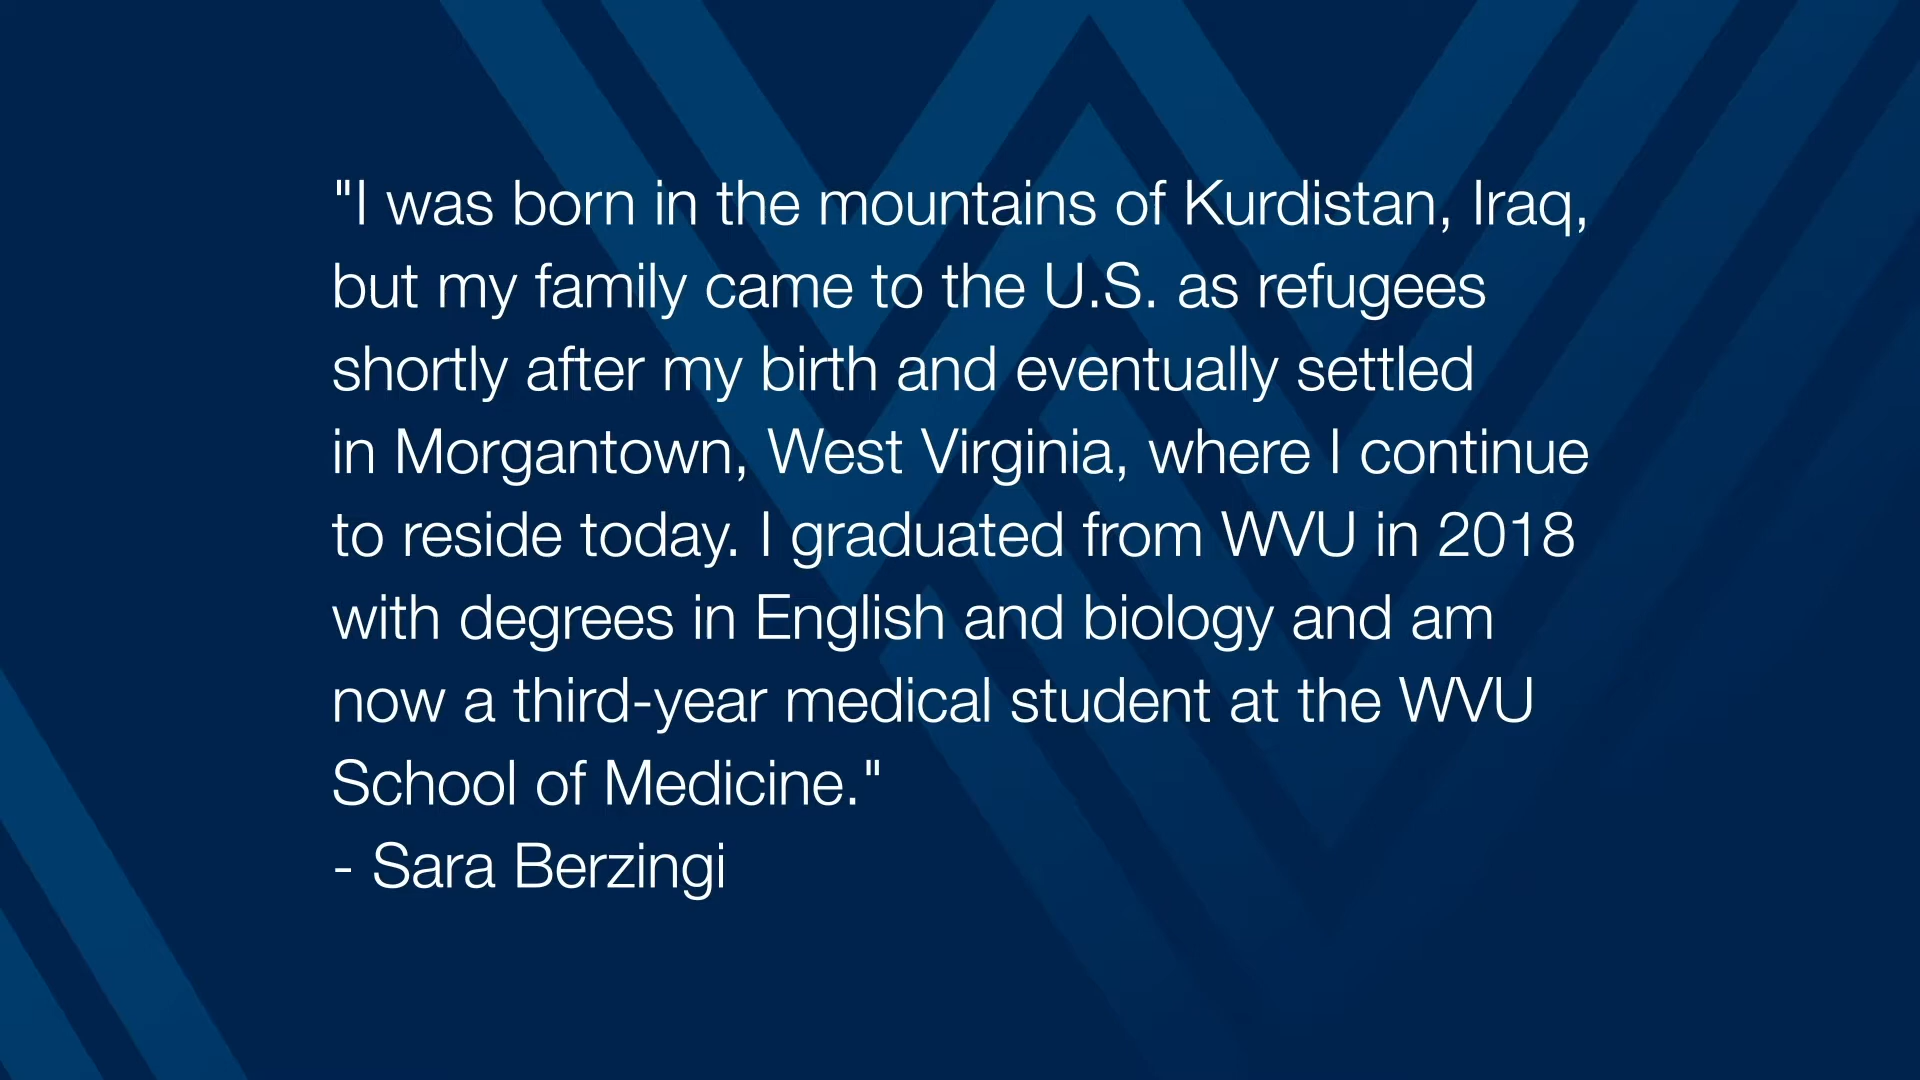 "I was born in the mountains of Kurdistan, Iraq,
but my family came to the U.S. as refugees
shortly after my birth and eventually settled
in Morgantown, West Virginia, where I continue
to reside today. I graduated from WVU in 2018
with degrees in English and biology and am
now a third-year medical student at the WVU
School of Medicine."
- Sara Berzingi